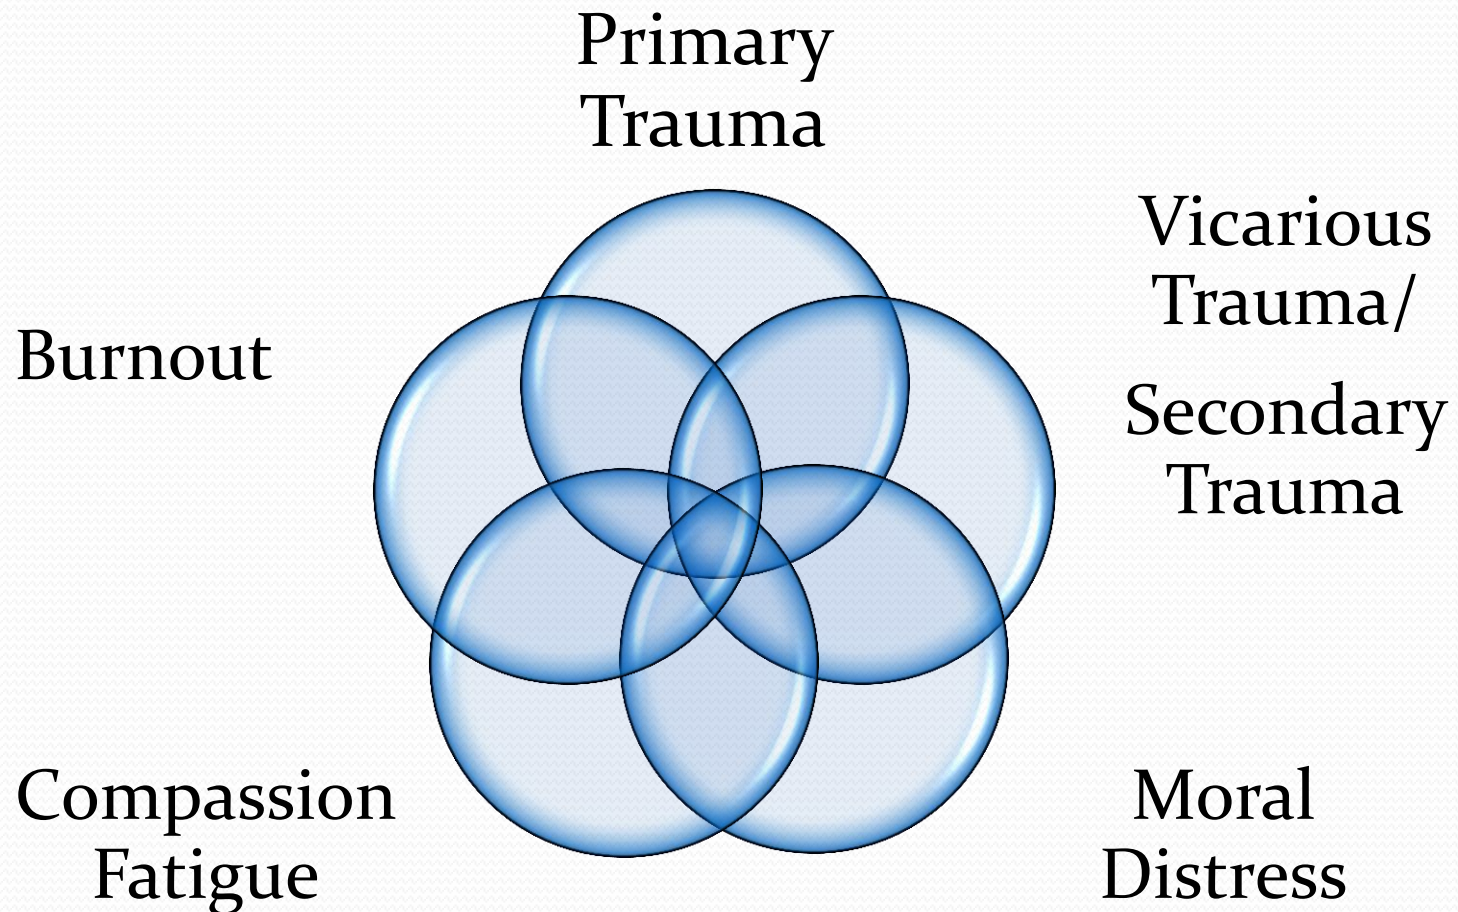 Primary
Trauma
Vicarious
Trauma/
Secondary
Trauma
Burnout
Compassion
Fatigue
Moral
Distress